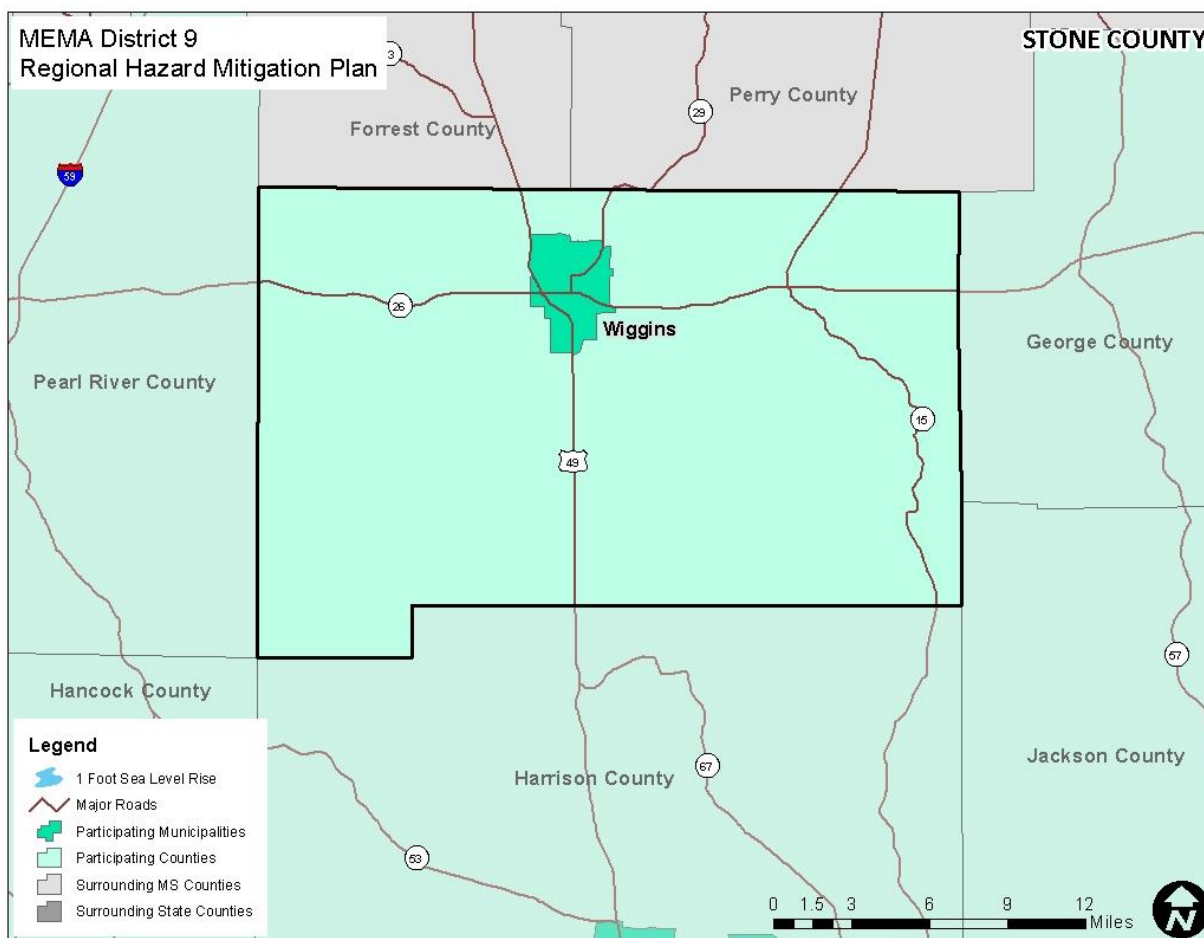 MEMA District 9
Regional Hazard Mitigation Plan
STONE COUNTY
3
29
Perry County
Forrest County
59
26
Wiggins
George County
Pearl River County
15
49
57
Hancock County
Legend
1 Foot Sea Level Rise
Major Roads
Participating Municipalities
Participating Counties
Surrounding MS Counties
Surrounding State Counties
Harrison County
67
Jackson County
53
0 1.5 3 6 9 12
Miles
N